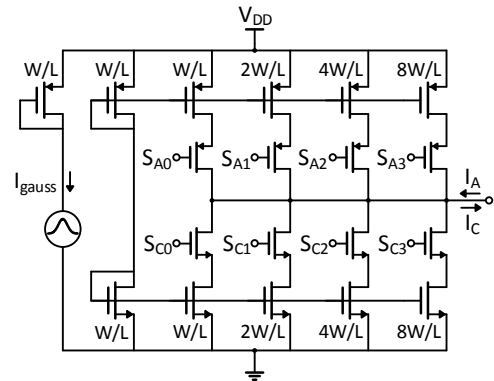 V_DD
W/L W/L W/L 2W/L 4W/L 8W/L
S_A0 S_A1 S_A2 S_A3
I_gauss
I_A
I_C
S_C0 S_C1 S_C2 S_C3
W/L W/L 2W/L 4W/L 8W/L